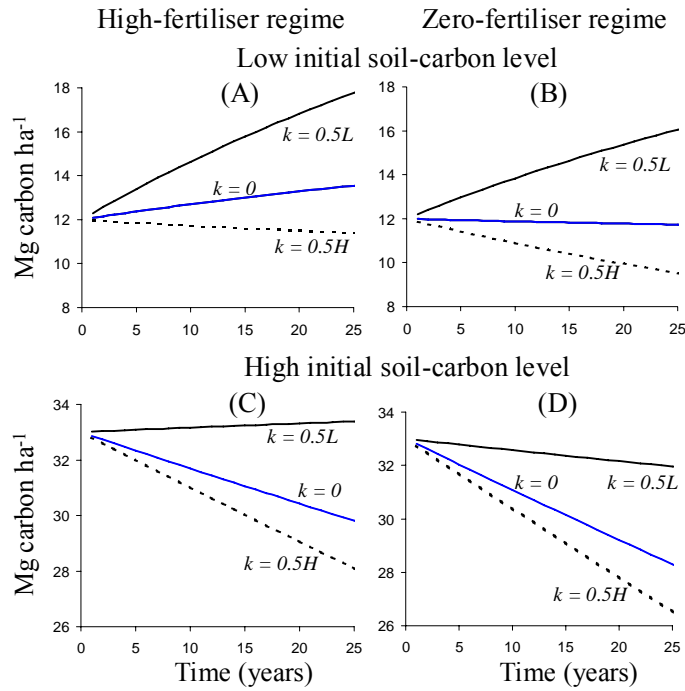 High-fertiliser regime
Zero-fertiliser regime
Low initial soil-carbon level
(A)
(B)
Mg carbon ha-1
18
16
14
12
10
8
k = 0.5L
k = 0
k = 0.5H
0 5 10 15 20 25
18
16
14
12
10
8
k = 0.5L
k = 0
k = 0.5H
0 5 10 15 20 25
High initial soil-carbon level
(C)
(D)
Mg carbon ha-1
34
32
30
28
26
k = 0.5L
k = 0
k = 0.5H
0 5 10 15 20 25
Time (years)
34
32
30
28
26
k = 0.5L
k = 0
k = 0.5H
0 5 10 15 20 25
Time (years)